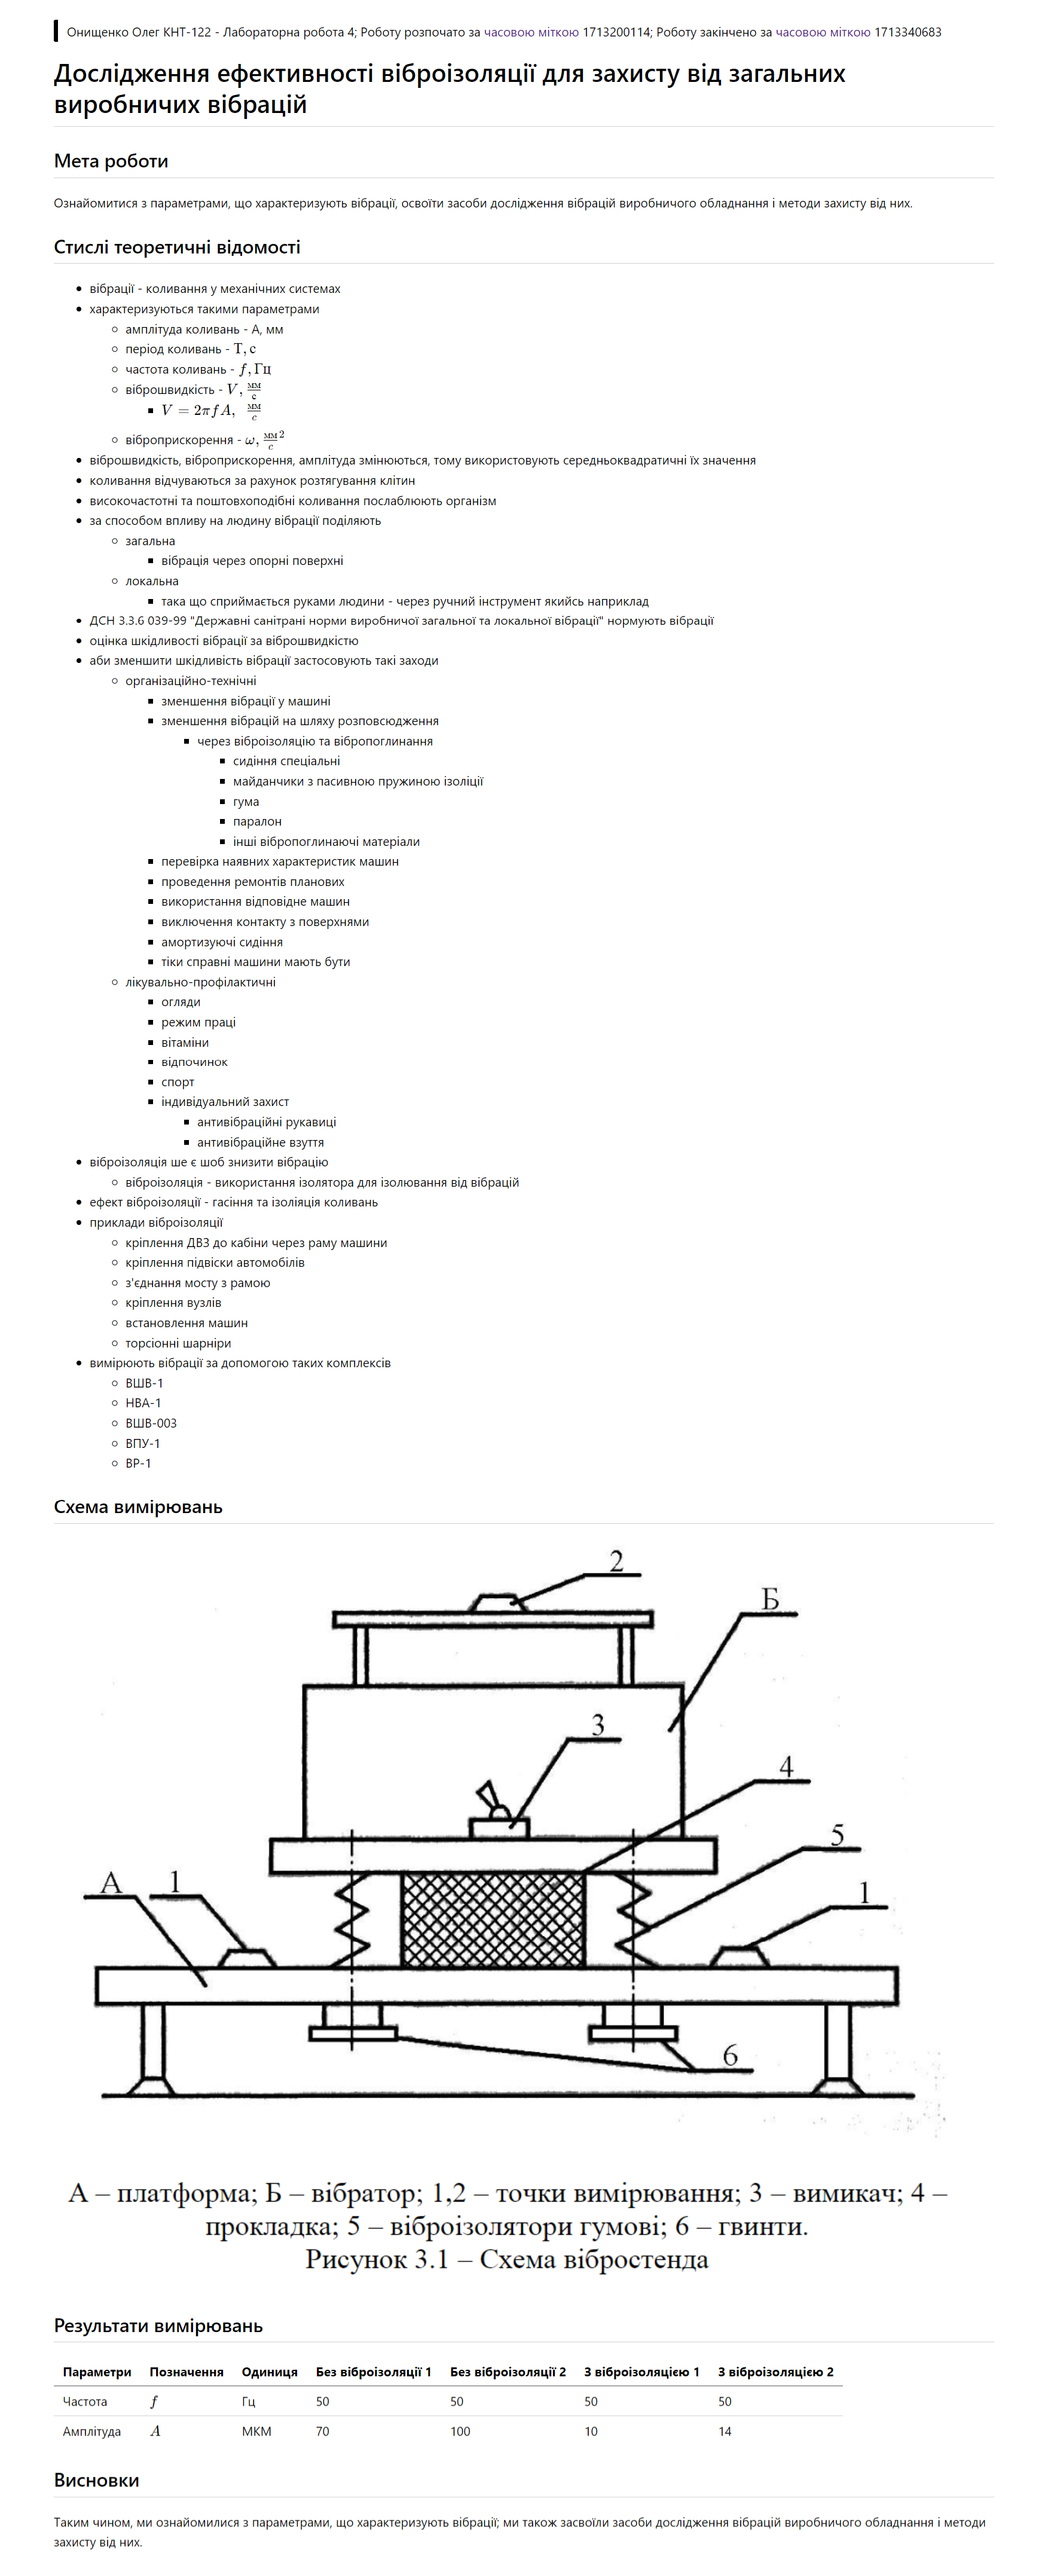 Онищенко Олег КНТ-122 - Лабораторна робота 4; Роботу розпочато за часовою міткою 1713200114; Роботу закінчено за часовою міткою 1713340683
Дослідження ефективності віброізоляції для захисту від загальних
виробничих вібрацій
Мета роботи
Ознайомитися з параметрами, що характеризують вібрації, освоїти засоби дослідження вібрацій виробничого обладнання і методи захисту від них.
Стислі теоретичні відомості
вібрації - коливання у механічних системах
характеризуються такими параметрами
амплітуда коливань - А, мм
період коливань - T, с
частота коливань - f, Гц
віброшвидкість - V, мм/с
V = 2πfA, мм/c
віброприскорення - ω, мм/c ²
віброшвидкість, віброприскорення, амплітуда змінюються, тому використовують середньоквадратичні їх значення
коливання відчуваються за рахунок розтягування клітин
високочастотні та поштовхоподібні коливання послаблюють організм
за способом впливу на людину вібрації поділяють
загальна
вібрація через опорні поверхні
локальна
така що сприймається руками людини - через ручний інструмент якийсь наприклад
ДСН 3.3.6 039-99 "Державні санітрані норми виробничої загальної та локальної вібрації" нормують вібрації
оцінка шкідливості вібрації за віброшвидкістю
аби зменшити шкідливість вібрації застосовують такі заходи
організаційно-технічні
зменшення вібрації у машині
зменшення вібрацій на шляху розповсюдження
через віброізоляцію та вібропоглинання
сидіння спеціальні
майданчики з пасивною пружиною ізоліції
гума
паралон
інші вібропоглинаючі матеріали
перевірка наявних характеристик машин
проведення ремонтів планових
використання відповідне машин
виключення контакту з поверхнями
амортизуючі сидіння
тіки справні машини мають бути
лікувально-профілактичні
огляди
режим праці
вітаміни
відпочинок
спорт
індивідуальний захист
антивібраційні рукавиці
антивібраційне взуття
віброізоляція ше є шоб знизити вібрацію
віброізоляція - використання ізолятора для ізолювання від вібрацій
ефект віброізоляції - гасіння та ізоліяція коливань
приклади віброізоляції
кріплення ДВЗ до кабіни через раму машини
кріплення підвіски автомобілів
з'єднання мосту з рамою
кріплення вузлів
встановлення машин
торсіонні шарніри
вимірюють вібрації за допомогою таких комплексів
ВШВ-1
НВА-1
ВШВ-003
ВПУ-1
ВР-1
Схема вимірювань
2
Б
3
4
5
А 1
1
6
А – платформа; Б – вібратор; 1,2 – точки вимірювання; 3 – вимикач; 4 –
прокладка; 5 – віброізолятори гумові; 6 – гвинти.
Рисунок 3.1 – Схема вібростенда
Результати вимірювань
Параметри Позначення Одиниця Без віброізоляції 1 Без віброізоляції 2 З віброізоляцією 1 З віброізоляцією 2
Частота f Гц 50 50 50 50
Амплітуда A МКМ 70 100 10 14
Висновки
Таким чином, ми ознайомилися з параметрами, що характеризують вібрації; ми також засвоїли засоби дослідження вібрацій виробничого обладнання і методи
захисту від них.